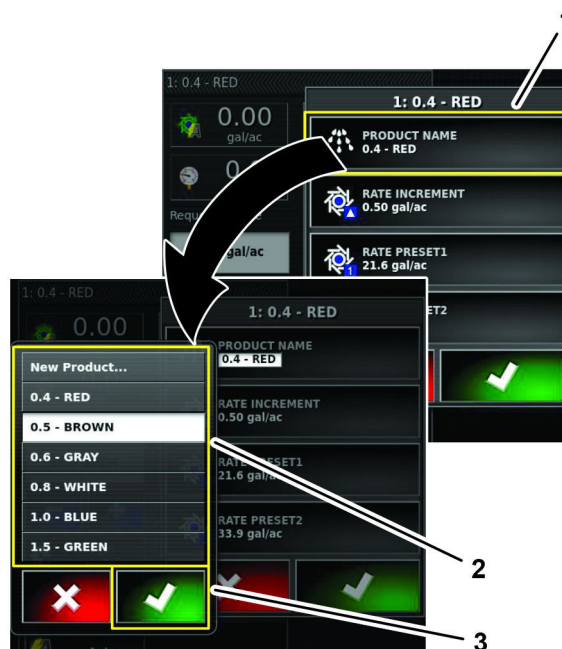 1: 0.4 - RED
1: 0.4 - RED
0.00
gal/ac
PRODUCT NAME
0.4 - RED
RATE INCREMENT
0.50 gal/ac
gal/ac
RATE PRESET1
21.6 gal/ac
1
1: 0.4 - RED
1: 0.4 - RED
0.00
PRODUCT NAME
0.4 - RED
New Product...
0.4 - RED
0.5 - BROWN
0.6 - GRAY
0.8 - WHITE
1.0 - BLUE
1.5 - GREEN
RATE INCREMENT
0.50 gal/ac
RATE PRESET1
21.6 gal/ac
RATE PRESET2
33.9 gal/ac
2
3